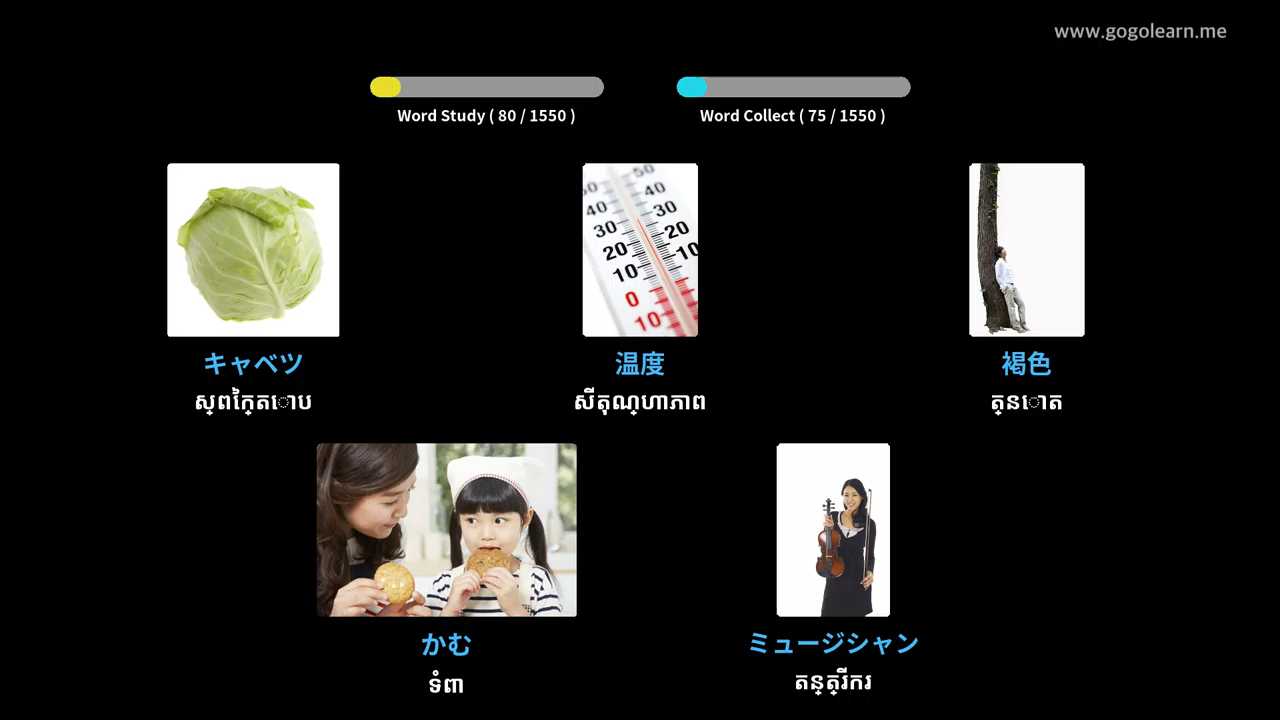 www.gogolearn.me
Word Study ( 80 / 1550 )
Word Collect ( 75 / 1550 )
キャベツ
ស្ពក្តៃោប
温度
សីតុណ្ហាភាព
褐色
ត្នោត
かむ
ទំពា
ミュージシャン
តន្ត្រីករ